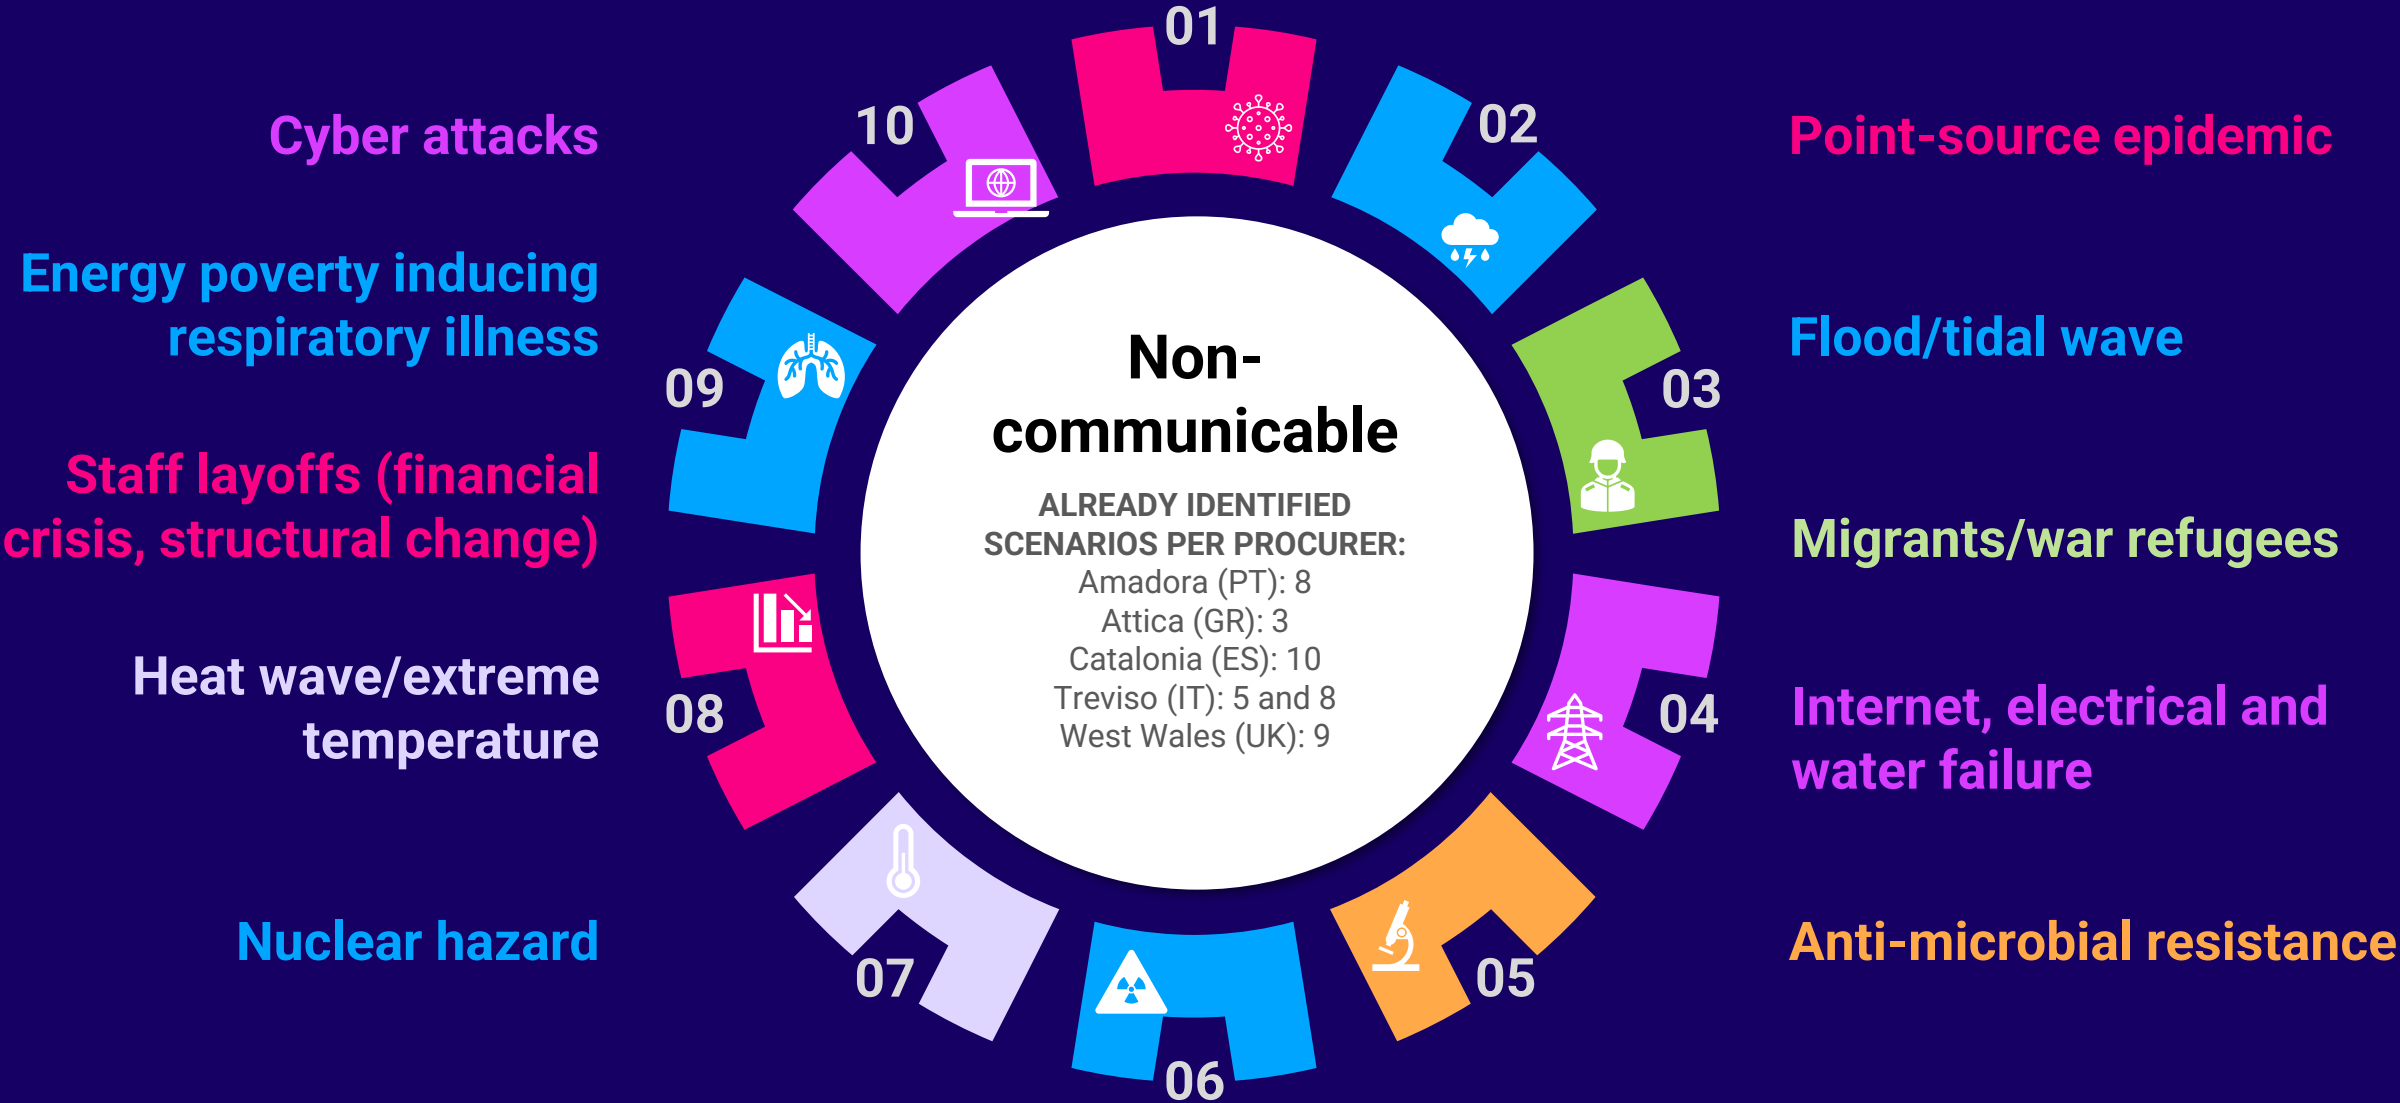 01
02
03
04
05
06
07
08
09
10
Point-source epidemic
Flood/tidal wave
Migrants/war refugees
Internet, electrical and
water failure
Anti-microbial resistance
Nuclear hazard
Heat wave/extreme
temperature
Staff layoffs (financial
crisis, structural change)
Energy poverty inducing
respiratory illness
Cyber attacks
Non-
communicable
ALREADY IDENTIFIED
SCENARIOS PER PROCURER:
Amadora (PT): 8
Attica (GR): 3
Catalonia (ES): 10
Treviso (IT): 5 and 8
West Wales (UK): 9